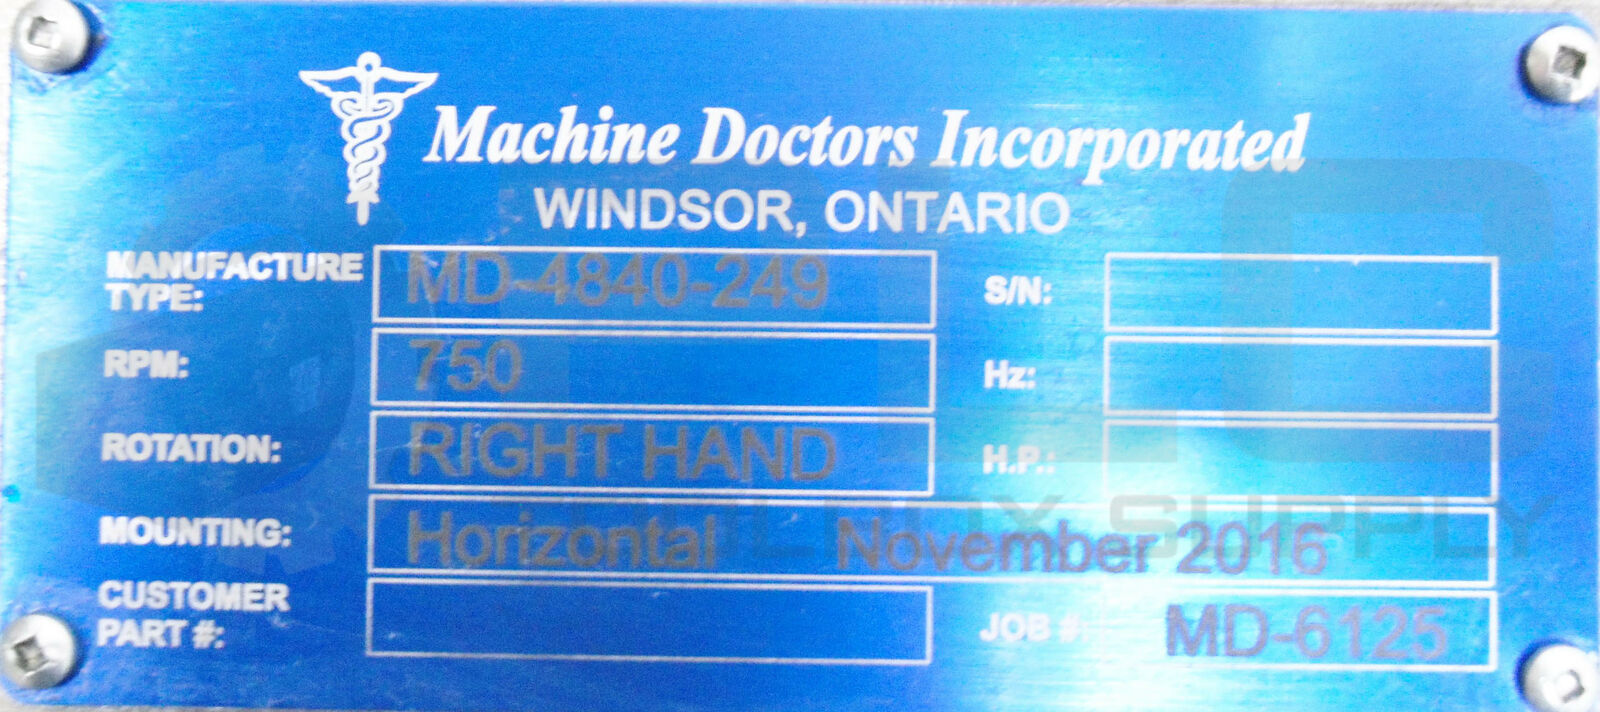 Machine Doctors Incorporated
WINDSOR, ONTARIO
MANUFACTURE TYPE: MD-4840-249 S/N:
RPM: 750 Hz:
ROTATION: RIGHT HAND H.P.:
MOUNTING: Horizontal November 2016
CUSTOMER PART #: JOB #: MD-6125